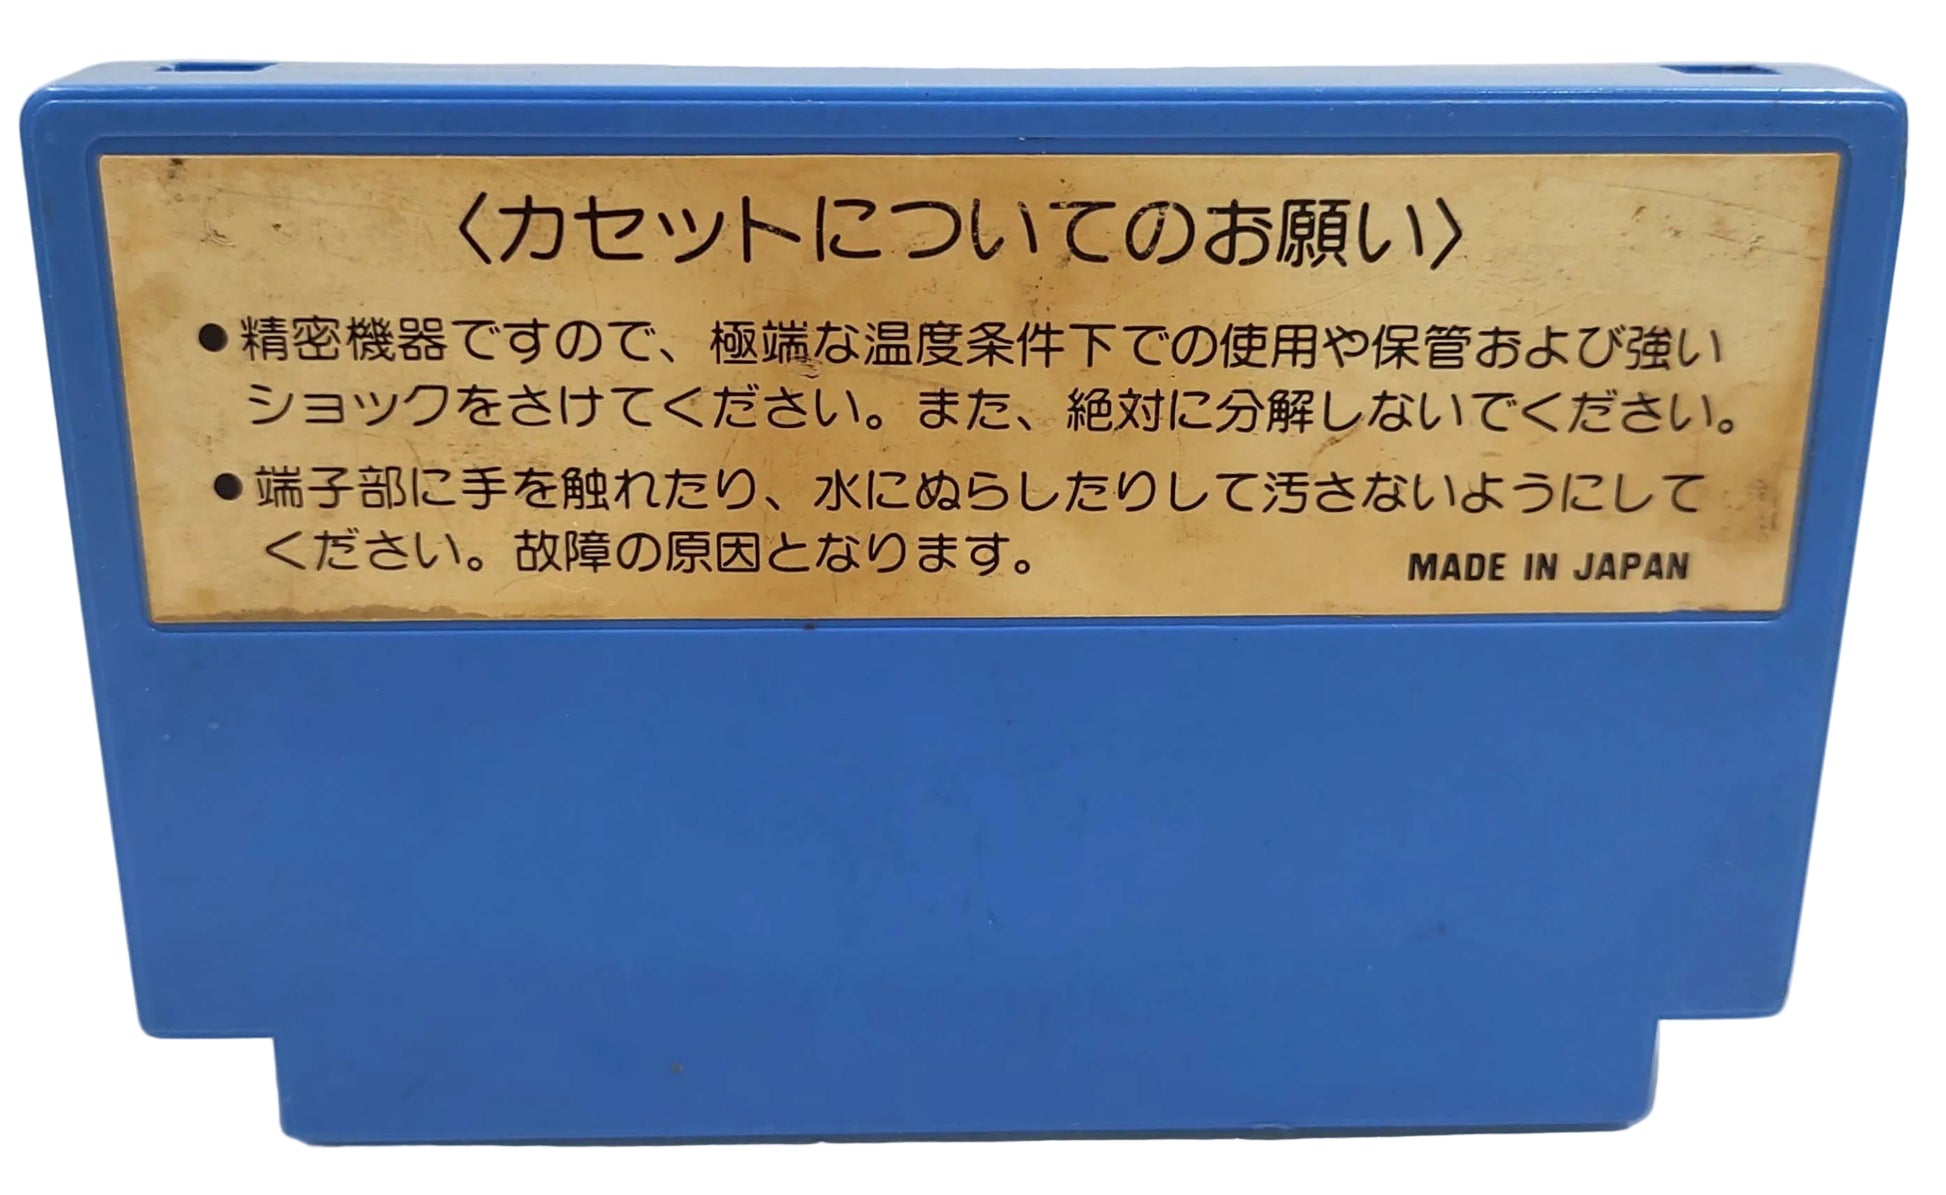 〈カセットについてのお願い〉
●精密機器ですので、極端な温度条件下での使用や保管および強い
ショックをさけてください。また、絶対に分解しないでください。
●端子部に手を触れたり、水にぬらしたりして汚さないようにして
ください。故障の原因となります。
MADE IN JAPAN